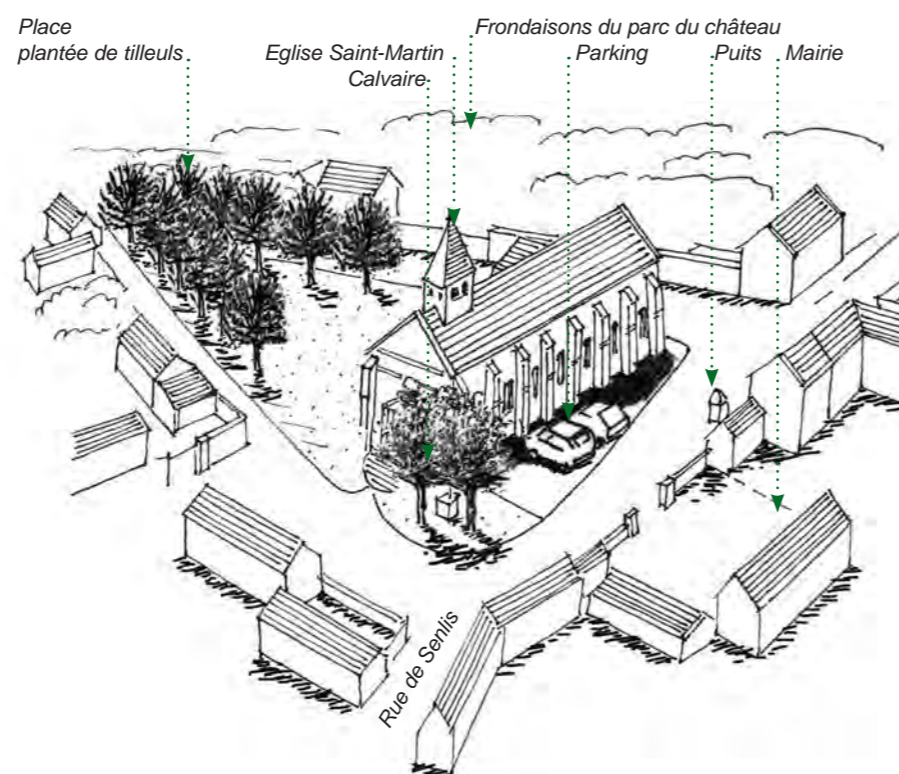 Place
plantée de tilleuls
Eglise Saint-Martin
Calvaire
Frondaisons du parc du château
Parking
Puits
Mairie
Rue de Senlis